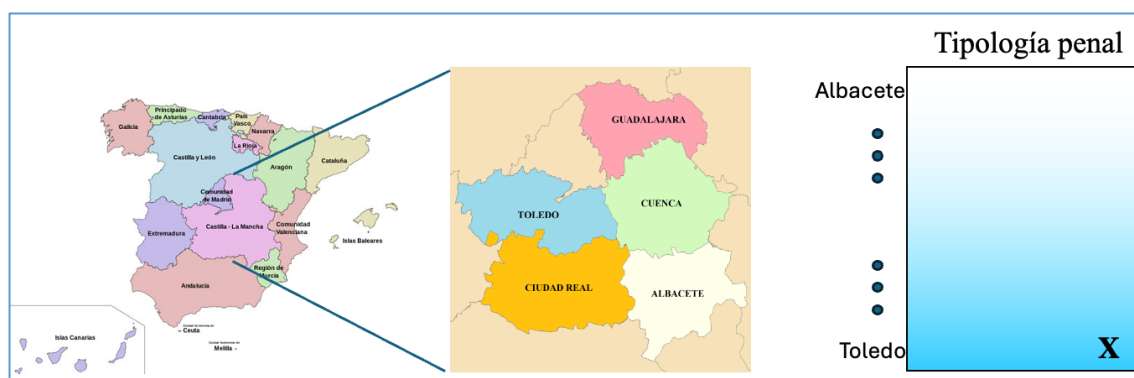 Galicia
Principado
de Asturias
Cantabria
País
Vasco
Navarra
La Rioja
Castilla y León
Aragón
Cataluña
Comunidad
de Madrid
Extremadura
Castilla - La Mancha
Comunidad
Valenciana
Islas Baleares
Región de
Murcia
Andalucía
Ceuta
Melilla
Islas Canarias
GUADALAJARA
CUENCA
TOLEDO
CIUDAD REAL
ALBACETE
Tipología penal
Albacete
Toledo
X